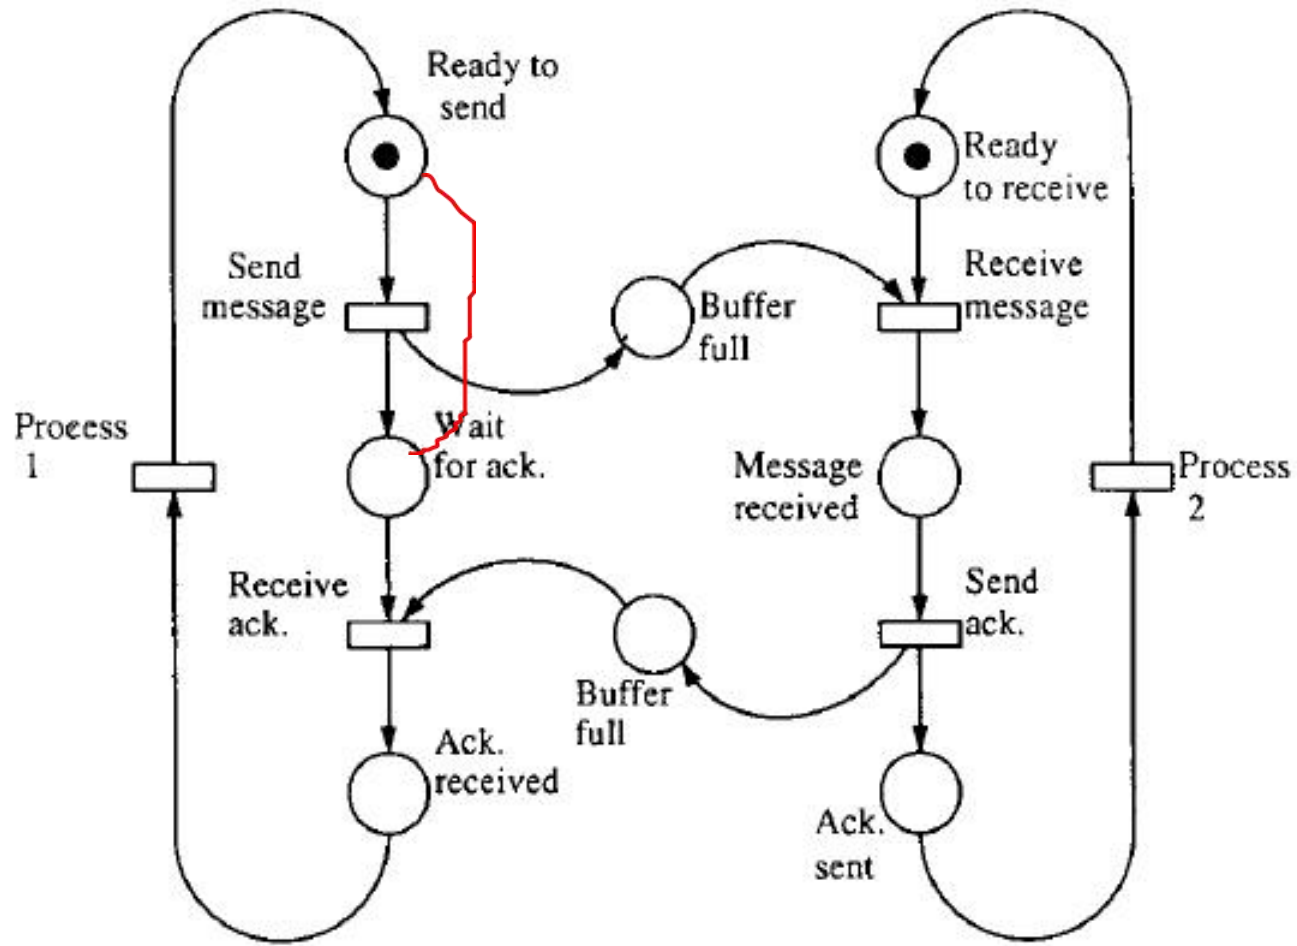 Ready to
send
Ready
to receive
Send
message
Buffer
full
Receive
message
Process
1
Wait
for ack.
Message
received
Process
2
Receive
ack.
Buffer
full
Send
ack.
Ack.
received
Ack.
sent